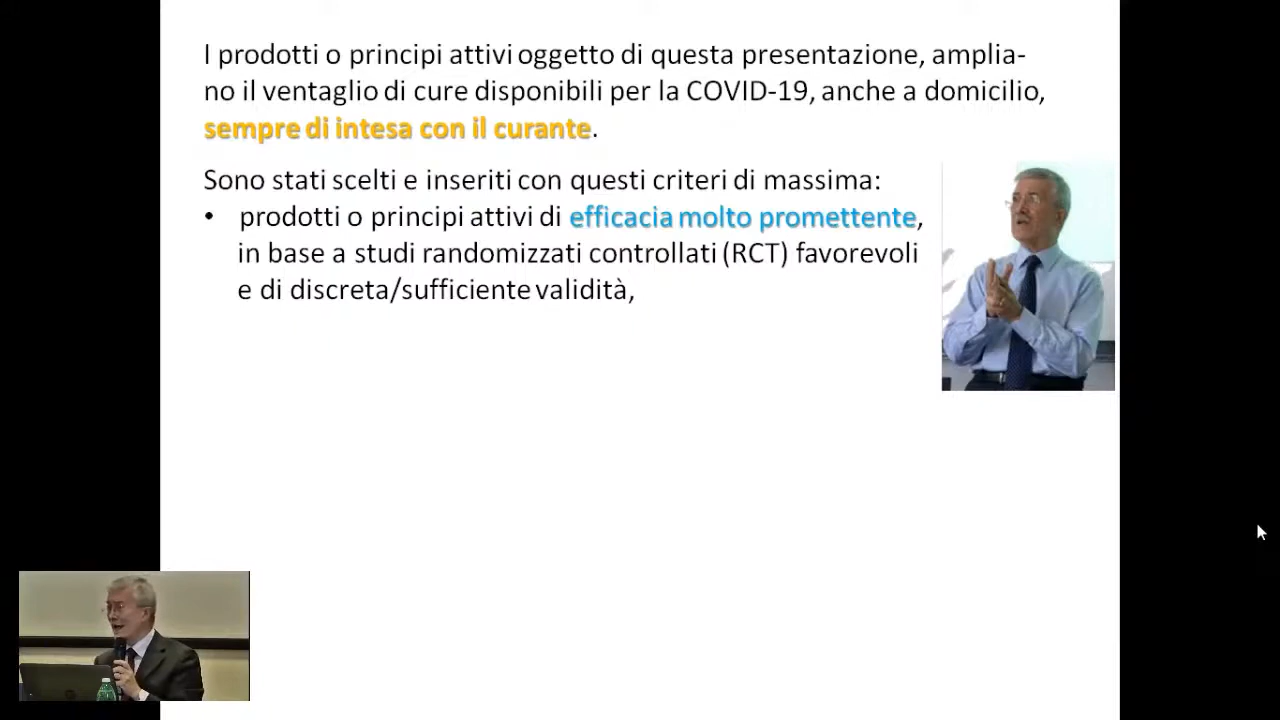 I prodotti o principi attivi oggetto di questa presentazione, amplia-
no il ventaglio di cure disponibili per la COVID-19, anche a domicilio,
sempre di intesa con il curante.
Sono stati scelti e inseriti con questi criteri di massima:
• prodotti o principi attivi di efficacia molto promettente,
in base a studi randomizzati controllati (RCT) favorevoli
e di discreta/sufficiente validità,